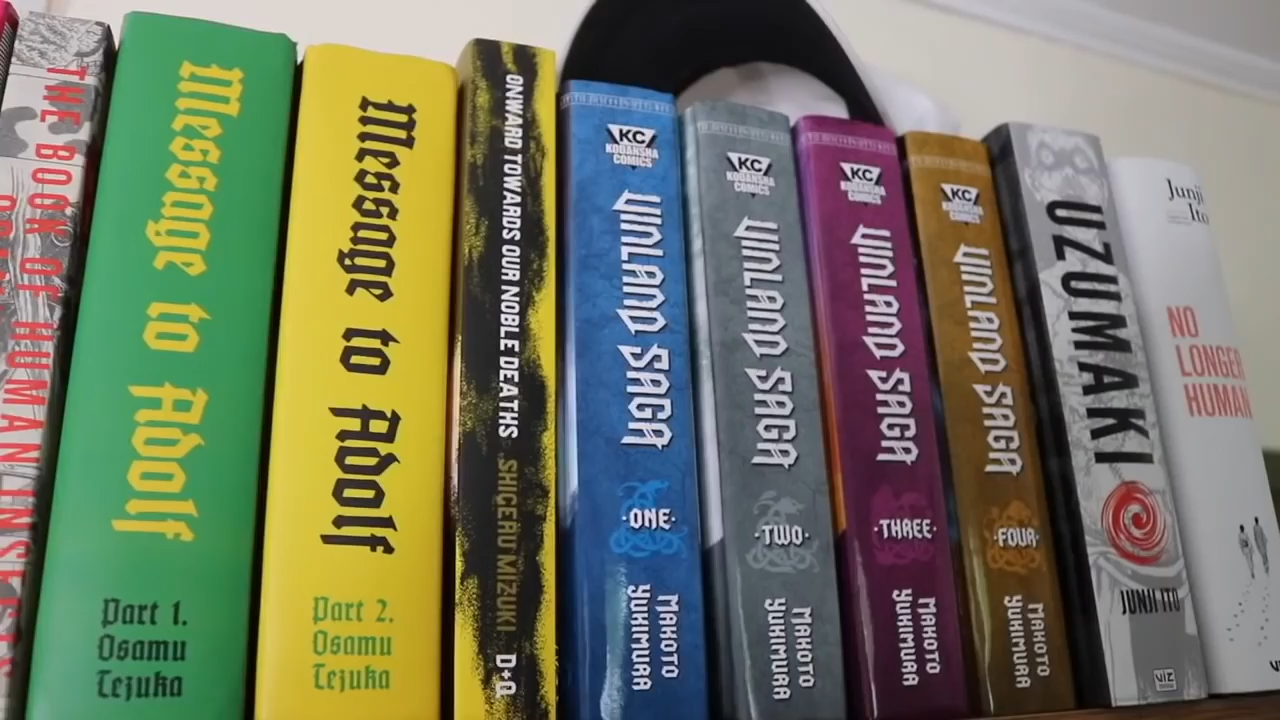 THE BOOK OF HUMAN INSECTS
Message to Adolf
Part 1.
Osamu
Tezuka
Message to Adolf
Part 2.
Osamu
Tezuka
ONWARD TOWARDS OUR NOBLE DEATHS SHIGERU MIZUKI D+Q
KC
KODANSHA
COMICS
VINLAND SAGA
·ONE·
MAKOTO
YUKIMURA
KC
KODANSHA
COMICS
VINLAND SAGA
·TWO·
MAKOTO
YUKIMURA
KC
KODANSHA
COMICS
VINLAND SAGA
·THREE·
MAKOTO
YUKIMURA
KC
KODANSHA
COMICS
VINLAND SAGA
·FOUR·
MAKOTO
YUKIMURA
UZUMAKI
JUNJI ITO
VIZ
Junji
Ito
NO
LONGER
HUMAN